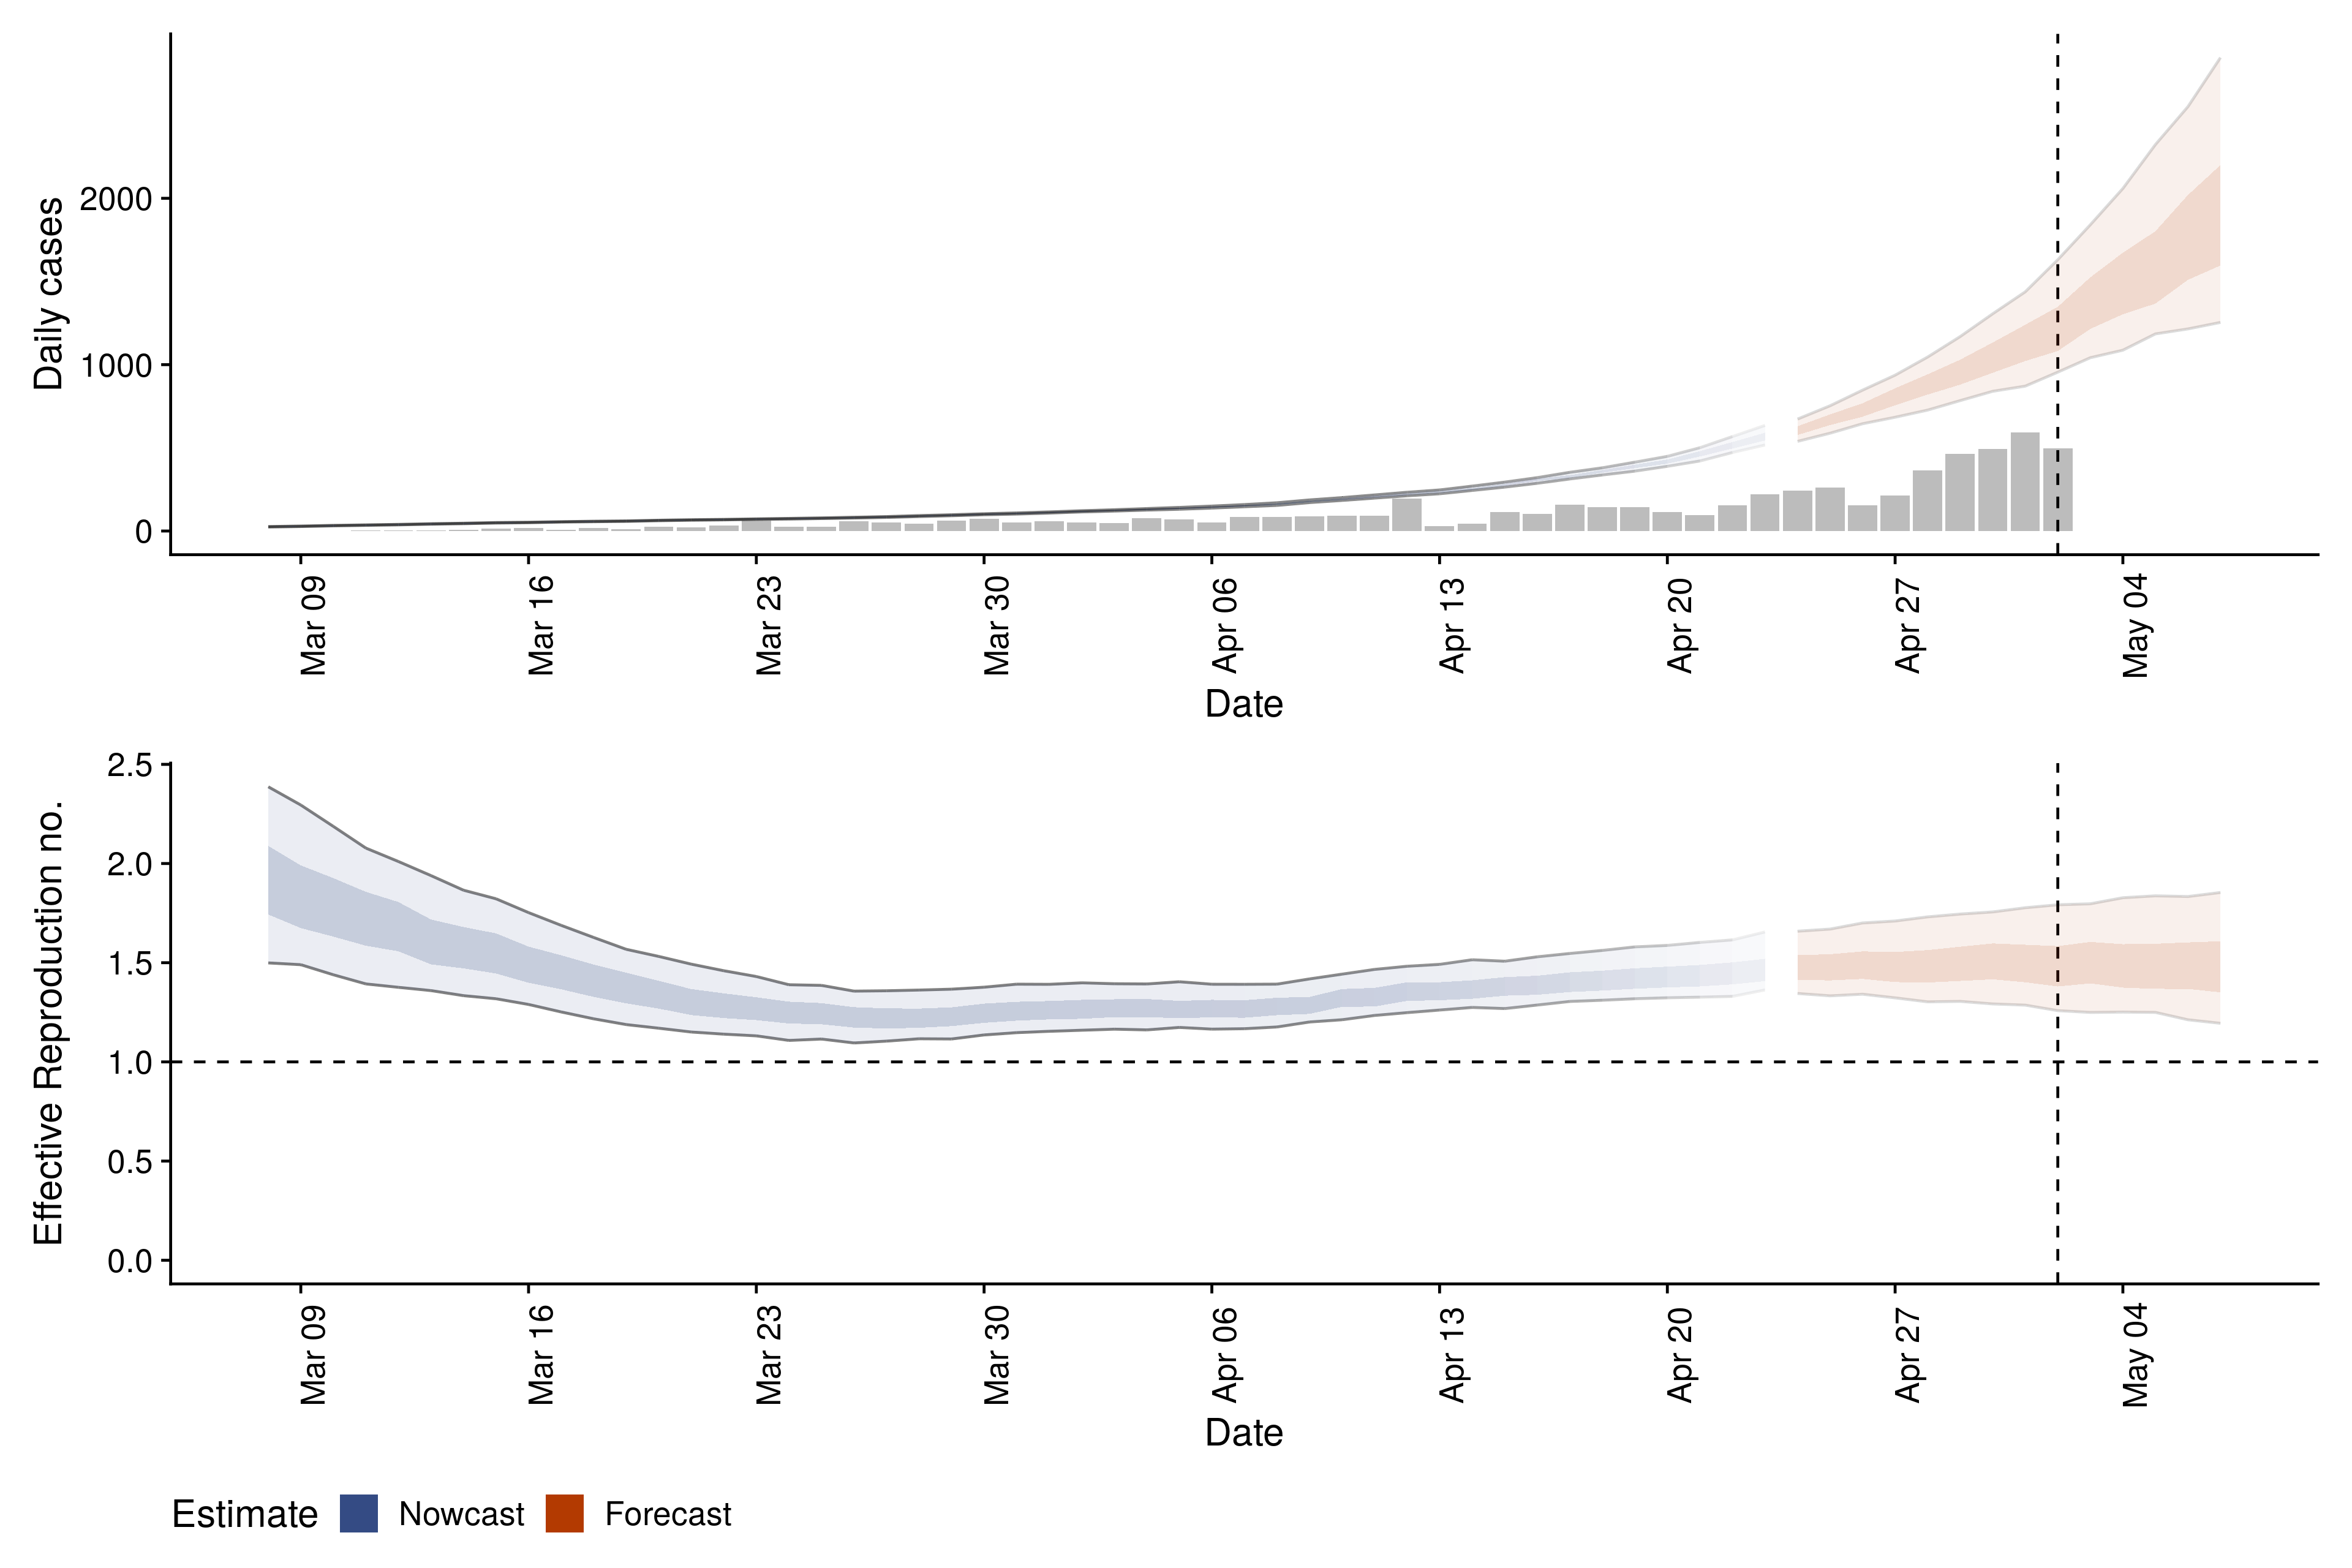 Daily cases
2000
1000
0
Mar 09 Mar 16 Mar 23 Mar 30 Apr 06 Apr 13 Apr 20 Apr 27 May 04
Date
Effective Reproduction no.
2.5
2.0
1.5
1.0
0.5
0.0
Mar 09 Mar 16 Mar 23 Mar 30 Apr 06 Apr 13 Apr 20 Apr 27 May 04
Date
Estimate Nowcast Forecast